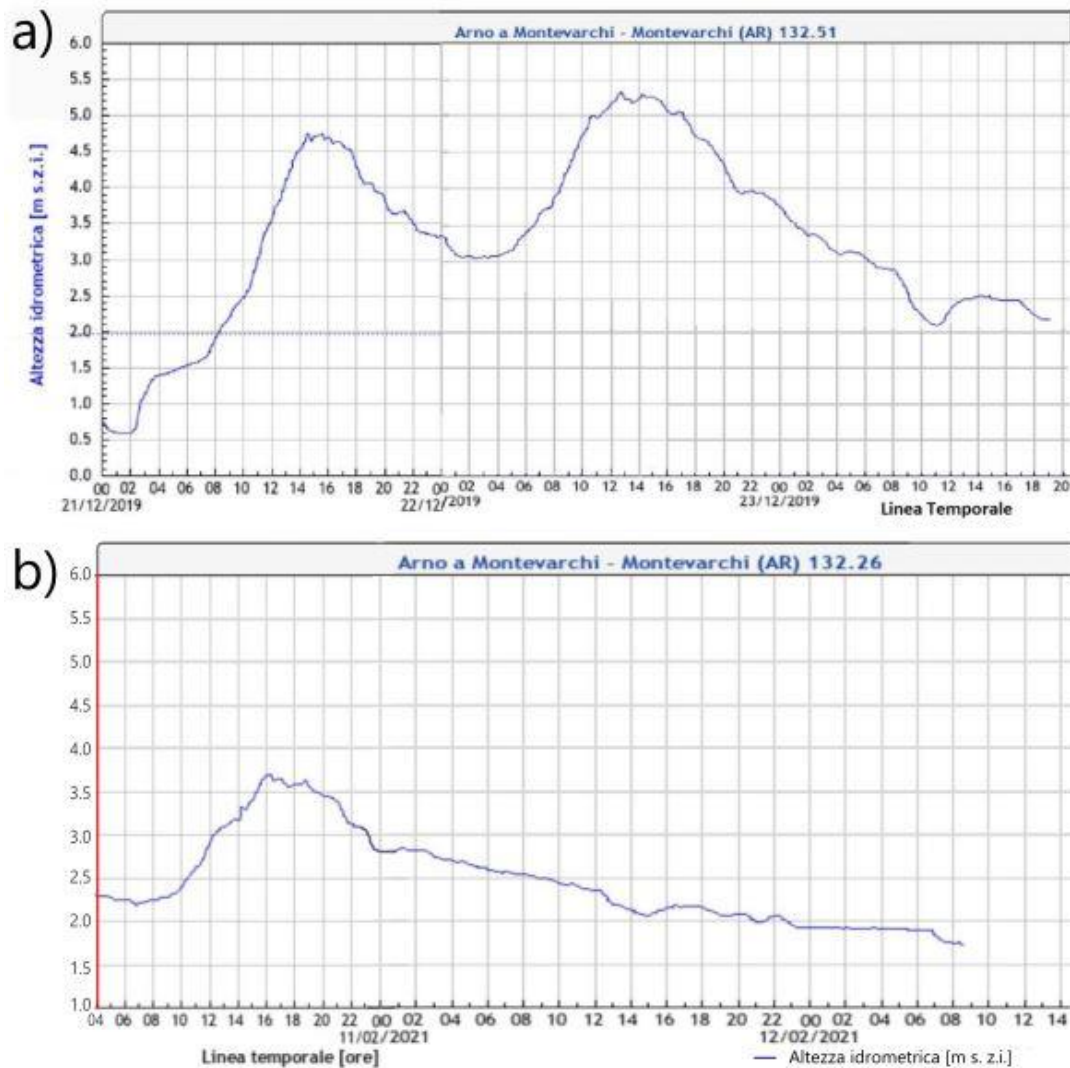 a)
Arno a Montevarchi - Montevarchi (AR) 132.51
Altezza idrometrica [m s.z.i.]
6.0
5.5
5.0
4.5
4.0
3.5
3.0
2.5
2.0
1.5
1.0
0.5
0.0
00 02 04 06 08 10 12 14 16 18 20 22 00 02 04 06 08 10 12 14 16 18 20 22 00 02 04 06 08 10 12 14 16 18 20
21/12/2019 22/12/2019 23/12/2019
Linea Temporale
b)
Arno a Montevarchi - Montevarchi (AR) 132.26
6.0
5.5
5.0
4.5
4.0
3.5
3.0
2.5
2.0
1.5
1.0
04 06 08 10 12 14 16 18 20 22 00 02 04 06 08 10 12 14 16 18 20 22 00 02 04 06 08 10 12 14
11/02/2021 12/02/2021
Linea temporale [ore] Altezza idrometrica [m s. z.i.]